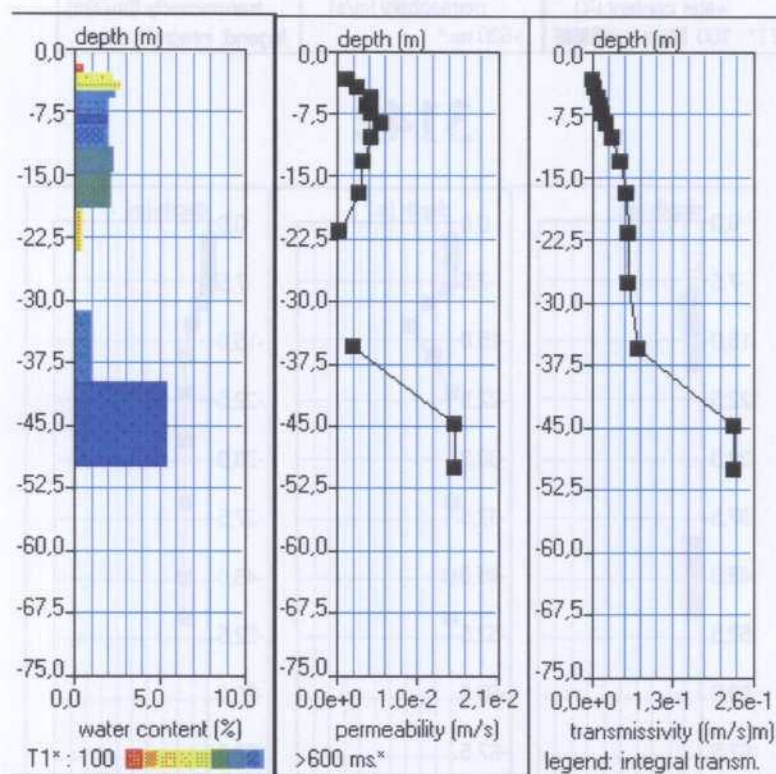 depth (m)
0,0
-7,5
-15,0
-22,5
-30,0
-37,5
-45,0
-52,5
-60,0
-67,5
-75,0
0,0 5,0 10,0
water content (%)
T1* : 100
depth (m)
0,0
-7,5
-15,0
-22,5
-30,0
-37,5
-45,0
-52,5
-60,0
-67,5
-75,0
0,0e+0 1,0e-2 2,1e-2
permeability (m/s)
>600 ms.*
depth (m)
0,0
-7,5
-15,0
-22,5
-30,0
-37,5
-45,0
-52,5
-60,0
-67,5
-75,0
0,0e+0 1,3e-1 2,6e-1
transmissivity ((m/s)m)
legend: integral transm.